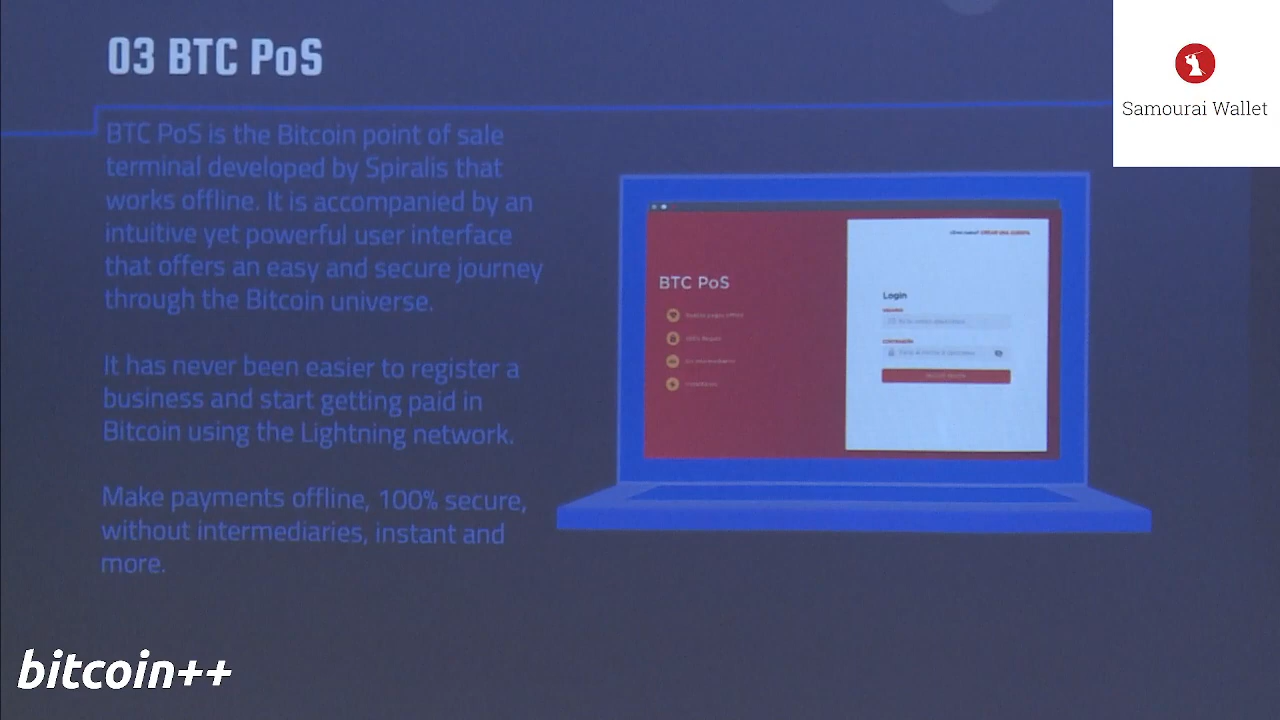 03 BTC PoS
Samourai Wallet
BTC PoS is the Bitcoin point of sale
terminal developed by Spiralis that
works offline. It is accompanied by an
intuitive yet powerful user interface
that offers an easy and secure journey
through the Bitcoin universe.
It has never been easier to register a
business and start getting paid in
Bitcoin using the Lightning network.
Make payments offline, 100% secure,
without intermediaries, instant and
more.
BTC PoS
Login
bitcoin++